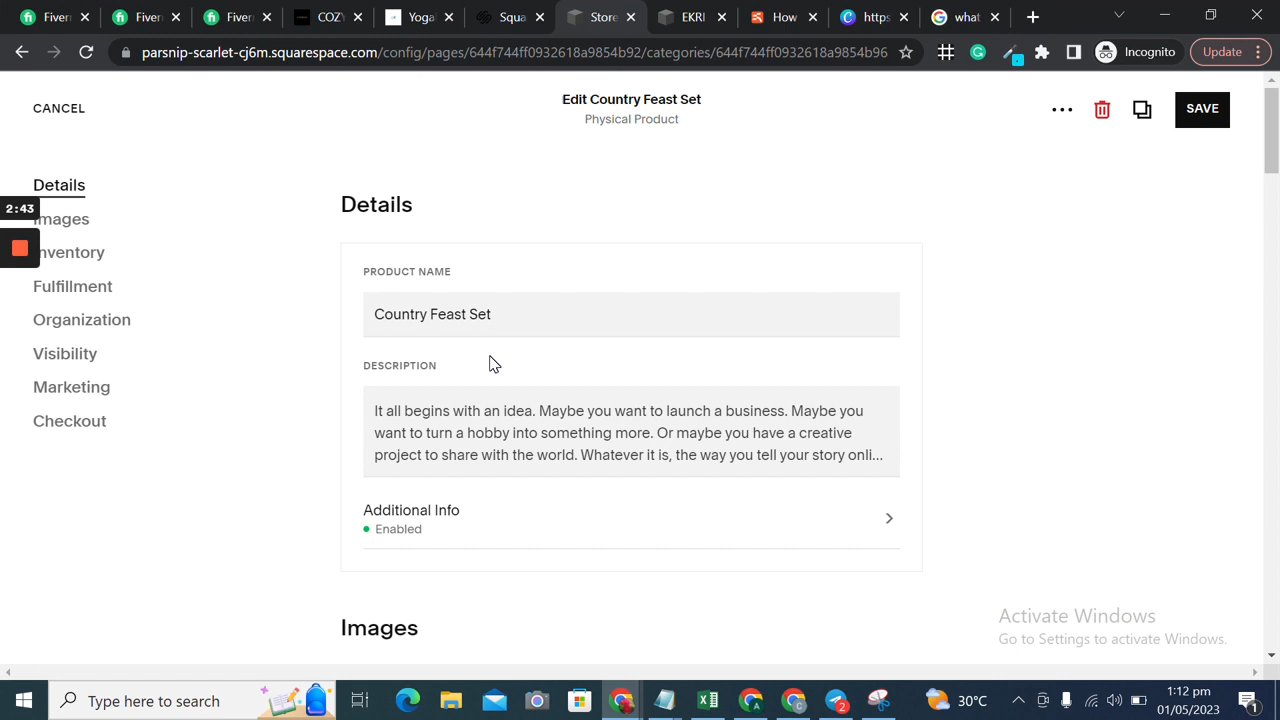 Fiverr
Fiverr
Fiverr
COZY
Yogal
Squa
Store
EKRI
How
https
what
parsnip-scarlet-cj6m.squarespace.com/config/pages/644f744ff0932618a9854b92/categories/644f744ff0932618a9854b96
Incognito
Update
CANCEL
Edit Country Feast Set
Physical Product
SAVE
Details
2:43
Images
Inventory
Fulfillment
Organization
Visibility
Marketing
Checkout
Details
PRODUCT NAME
Country Feast Set
DESCRIPTION
It all begins with an idea. Maybe you want to launch a business. Maybe you
want to turn a hobby into something more. Or maybe you have a creative
project to share with the world. Whatever it is, the way you tell your story onli...
Additional Info
Enabled
Images
Activate Windows
Go to Settings to activate Windows.
Type here to search
30°C
1:12 pm
01/05/2023